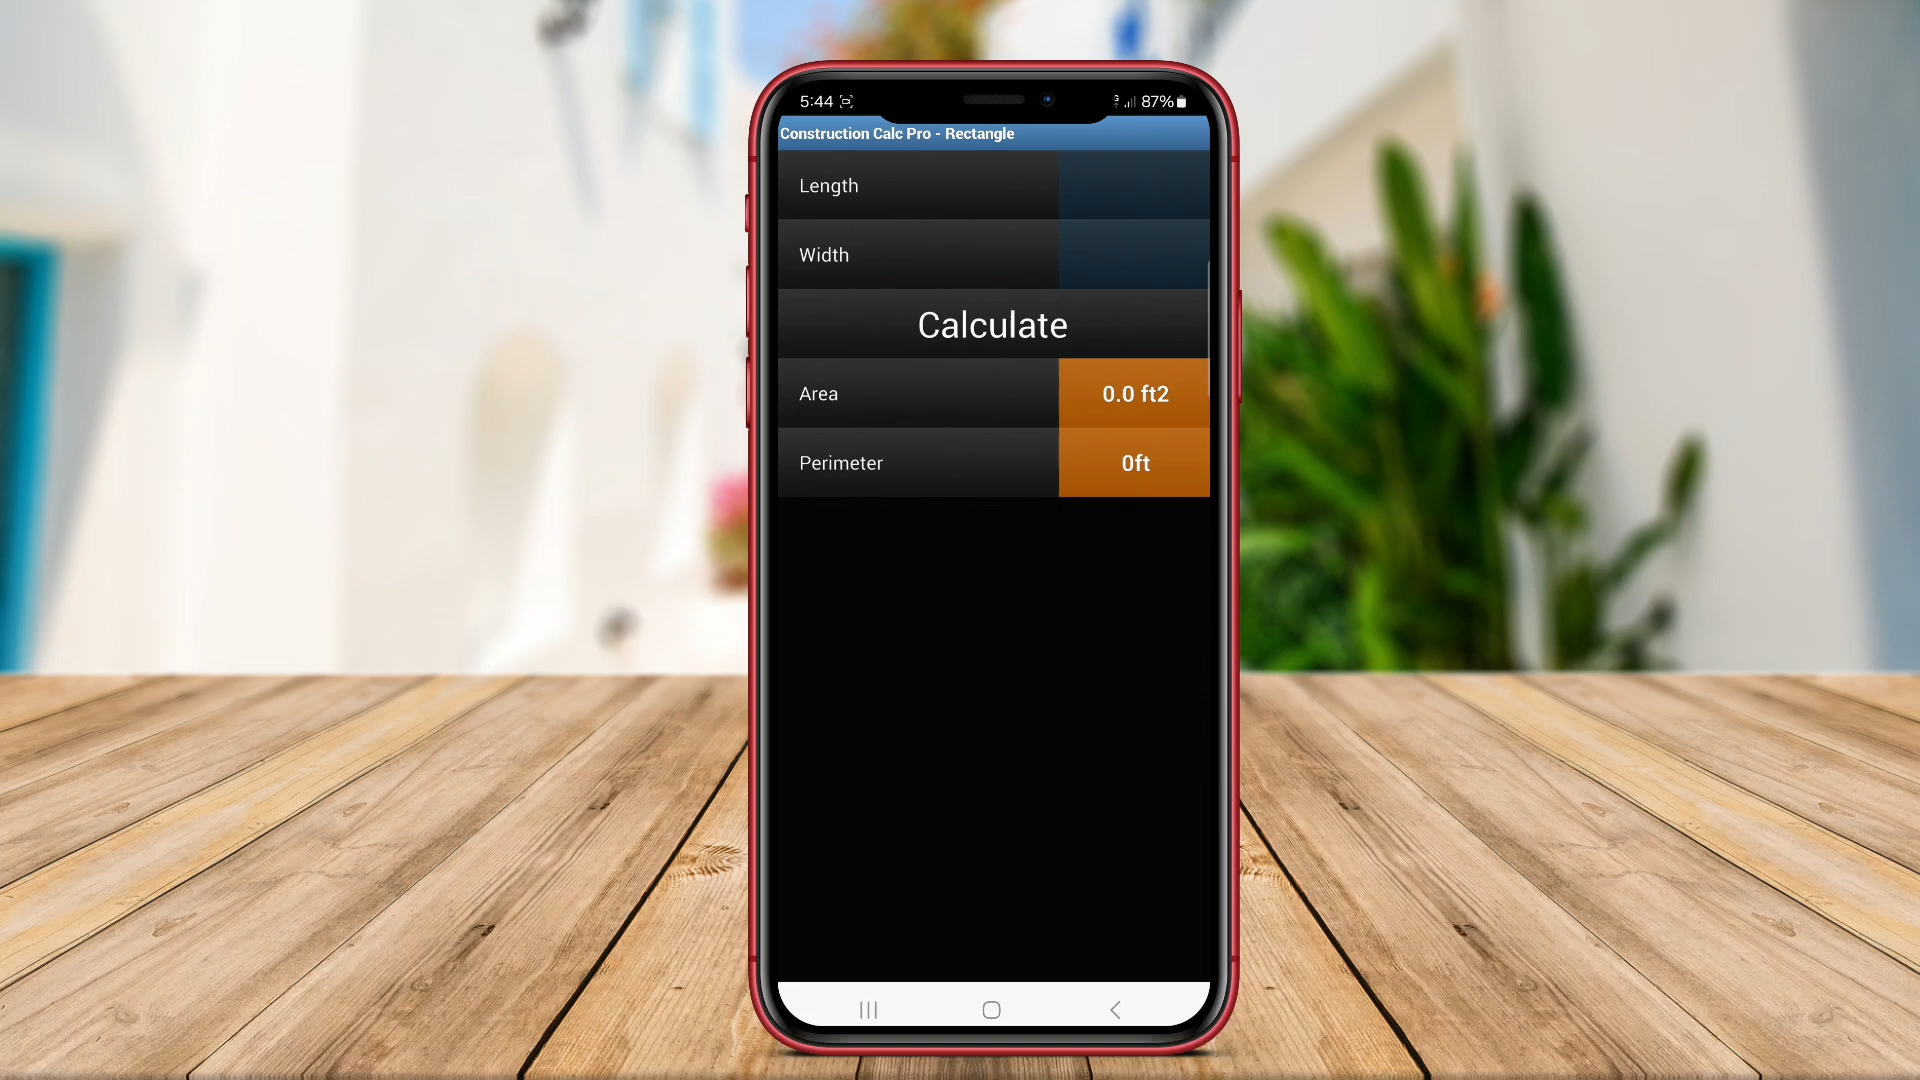 5:44
87%
Construction Calc Pro - Rectangle
Length
Width
Calculate
Area 0.0 ft2
Perimeter 0ft